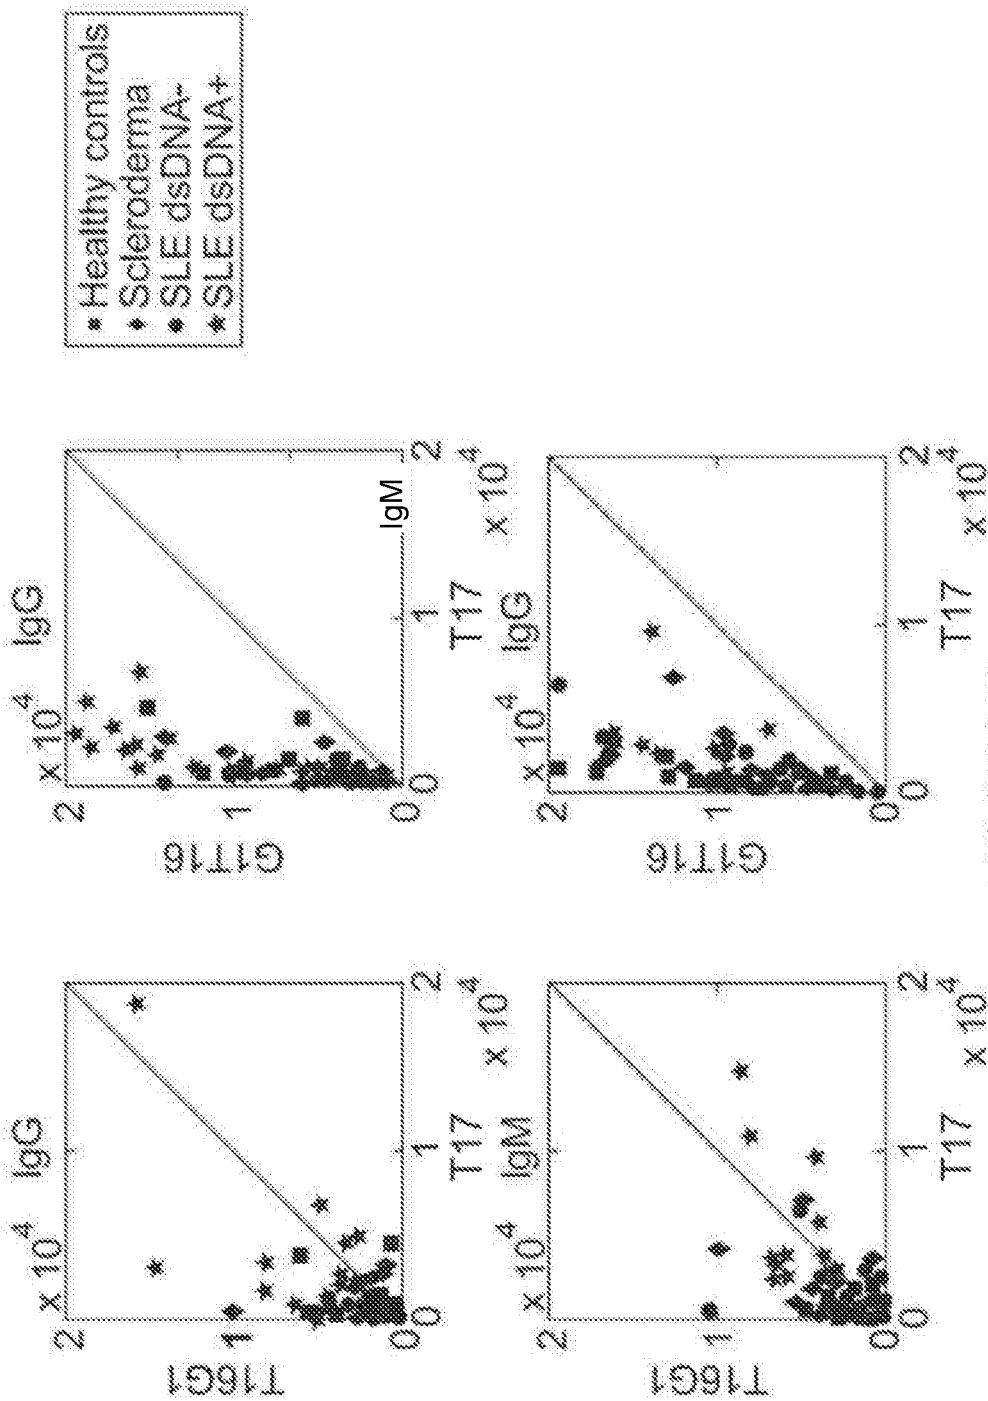 Healthy controls
Scleroderma
SLE dsDNA-
SLE dsDNA+
IgG
x 10 4
2
1
0
T16G1
0
1
2
T17
x 10 4
IgG
x 10 4
2
1
0
G1T16
0
1
2
IgM
T17
x 10 4
IgM
x 10 4
2
1
0
T16G1
0
1
2
T17
x 10 4
IgG
x 10 4
2
1
0
G1T16
0
1
2
T17
x 10 4